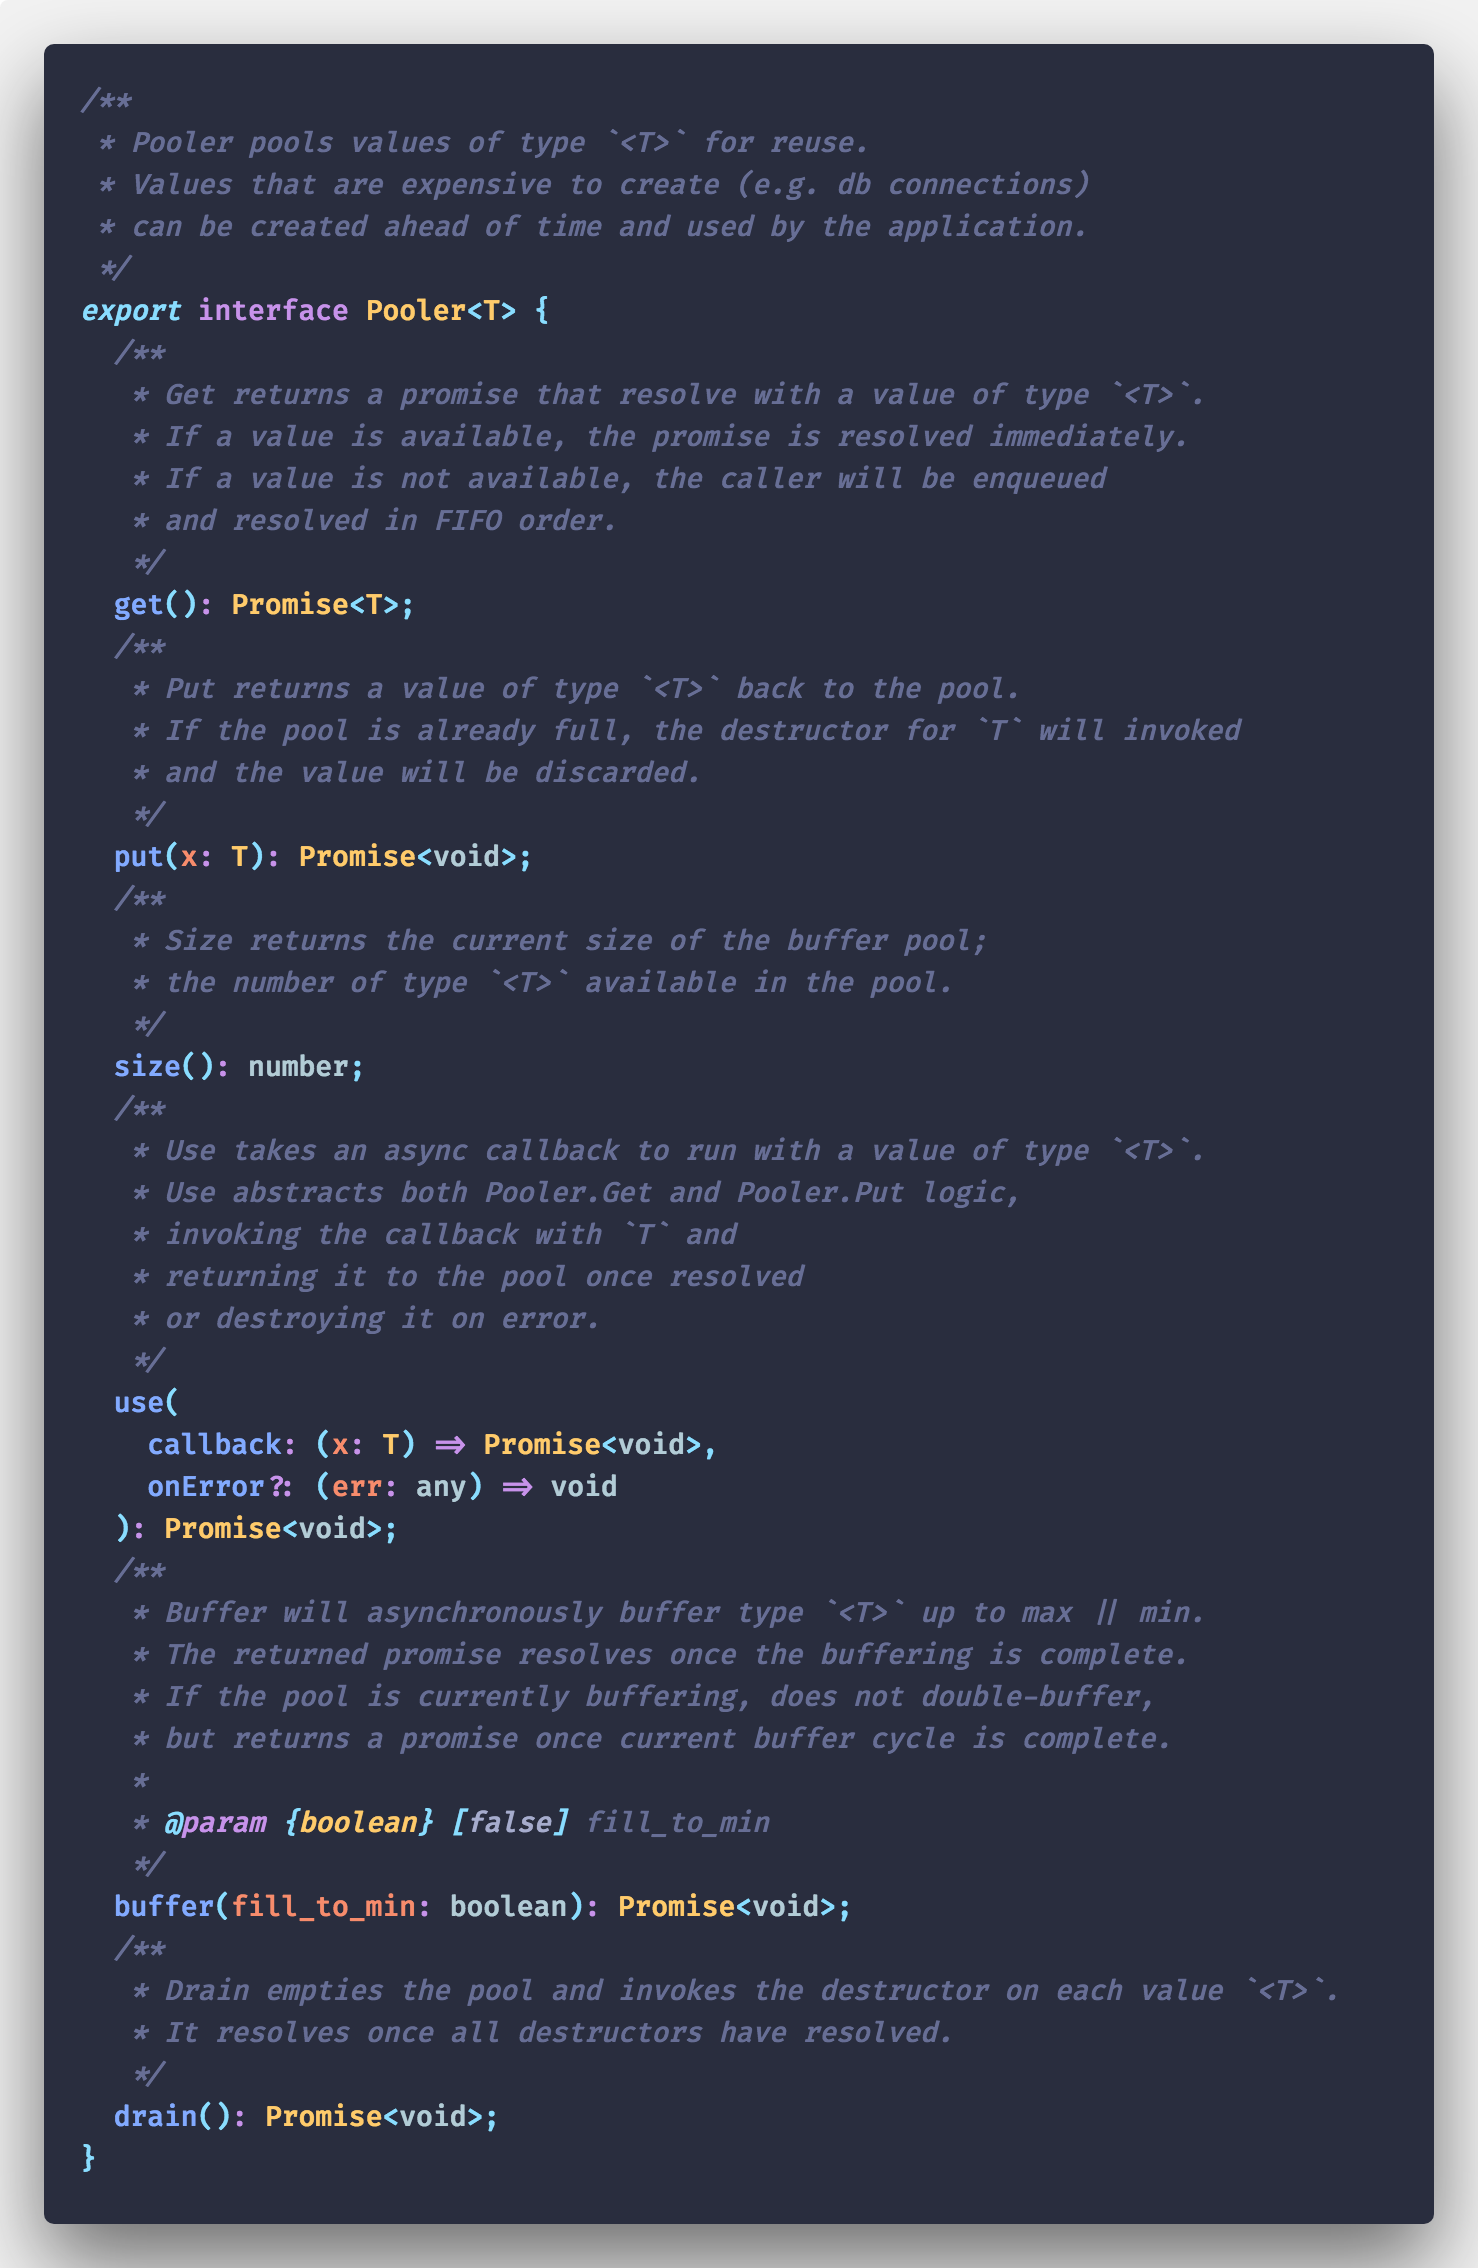 /**
 * Pooler pools values of type `<T>` for reuse.
 * Values that are expensive to create (e.g. db connections)
 * can be created ahead of time and used by the application.
 */
export interface Pooler<T> {
  /**
   * Get returns a promise that resolve with a value of type `<T>`.
   * If a value is available, the promise is resolved immediately.
   * If a value is not available, the caller will be enqueued
   * and resolved in FIFO order.
   */
  get(): Promise<T>;
  /**
   * Put returns a value of type `<T>` back to the pool.
   * If the pool is already full, the destructor for `T` will invoked
   * and the value will be discarded.
   */
  put(x: T): Promise<void>;
  /**
   * Size returns the current size of the buffer pool;
   * the number of type `<T>` available in the pool.
   */
  size(): number;
  /**
   * Use takes an async callback to run with a value of type `<T>`.
   * Use abstracts both Pooler.Get and Pooler.Put logic,
   * invoking the callback with `T` and
   * returning it to the pool once resolved
   * or destroying it on error.
   */
  use(
    callback: (x: T) => Promise<void>,
    onError?: (err: any) => void
  ): Promise<void>;
  /**
   * Buffer will asynchronously buffer type `<T>` up to max || min.
   * The returned promise resolves once the buffering is complete.
   * If the pool is currently buffering, does not double-buffer,
   * but returns a promise once current buffer cycle is complete.
   *
   * @param {boolean} [false] fill_to_min
   */
  buffer(fill_to_min: boolean): Promise<void>;
  /**
   * Drain empties the pool and invokes the destructor on each value `<T>`.
   * It resolves once all destructors have resolved.
   */
  drain(): Promise<void>;
}